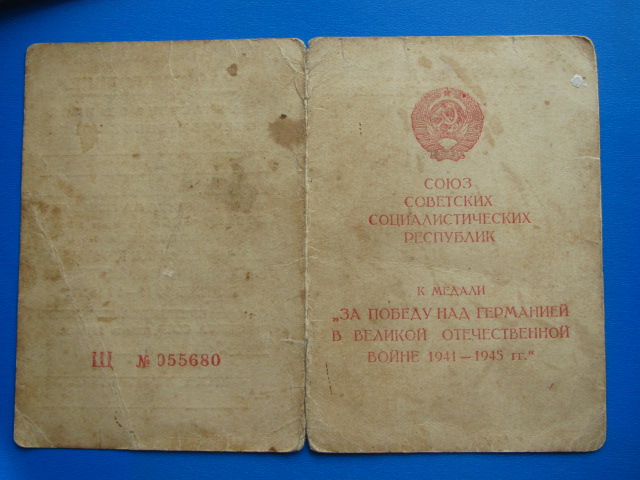 Щ № 055680
СОЮЗ
СОВЕТСКИХ
СОЦИАЛИСТИЧЕСКИХ
РЕСПУБЛИК
К МЕДАЛИ
„ЗА ПОБЕДУ НАД ГЕРМАНИЕЙ
В ВЕЛИКОЙ ОТЕЧЕСТВЕННОЙ
ВОЙНЕ 1941—1945 гг.“